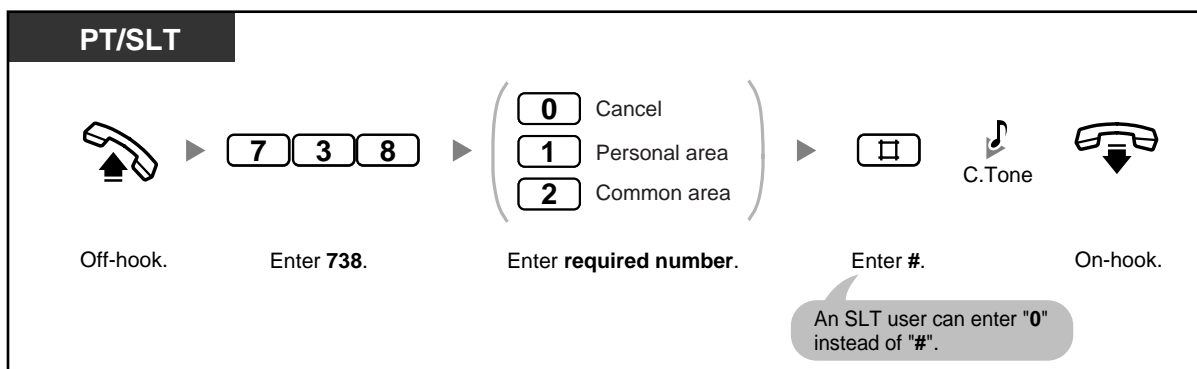 PT/SLT
7 3 8
0 Cancel
1 Personal area
2 Common area
#
C.Tone
Off-hook.
Enter 738.
Enter required number.
Enter #.
On-hook.
An SLT user can enter "0"
instead of "#".